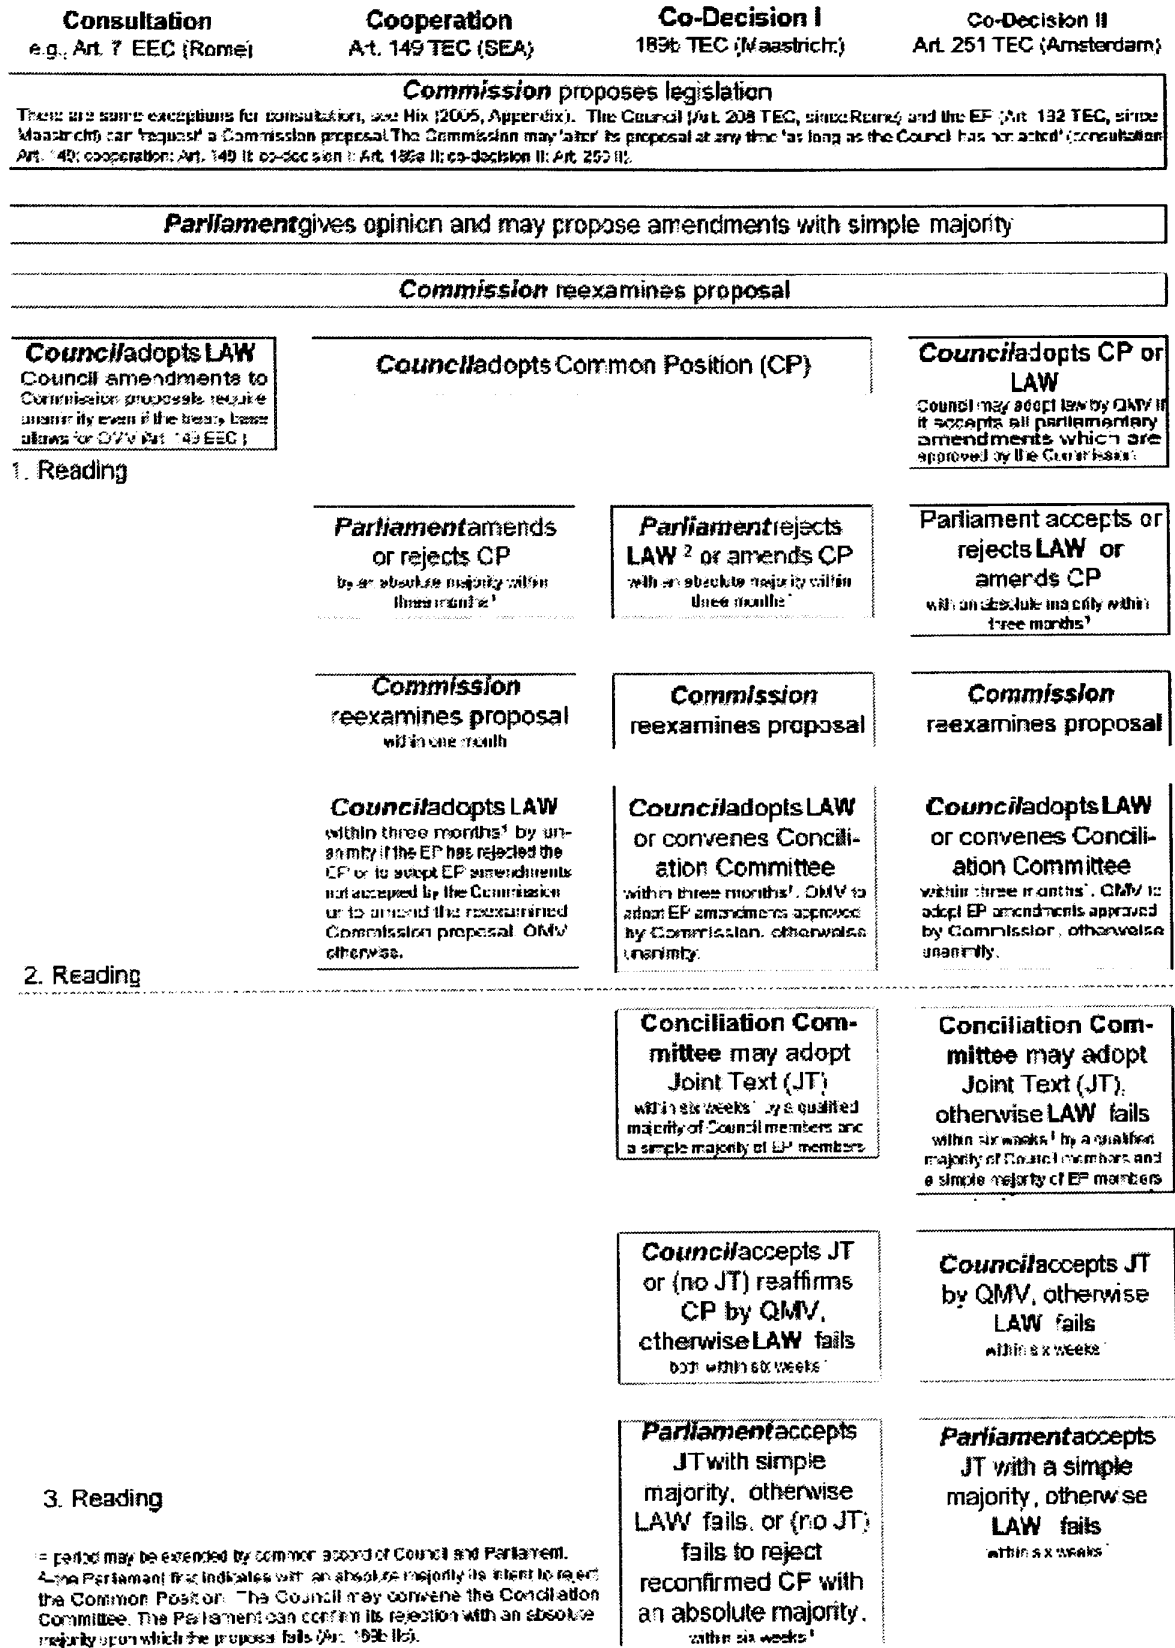 Consultation
e.g., Art. 7 EEC (Rome)
Cooperation
Art. 149 TEC (SEA)
Co-Decision I
189b TEC (Maastricht)
Co-Decision II
Art. 251 TEC (Amsterdam)
Commission proposes legislation
There are some exceptions for consultation, see Hix (2005, Appendix). The Council (Art. 208 TEC, since Rome) and the EP (Art. 192 TEC, since
Maastricht) can 'request' a Commission proposal. The Commission may 'alter' its proposal at any time 'as long as the Council has not acted' (consultation
Art. 149; cooperation: Art. 149 II; co-decision I: Art. 189a II; co-decision II: Art. 250 II).
Parliament gives opinion and may propose amendments with simple majority
Commission reexamines proposal
Council adopts LAW
Council amendments to
Commission proposals require
unanimity even if the treaty base
allows for QMV (Art. 149 EEC)
Council adopts Common Position (CP)
Council adopts CP or
LAW
Council may adopt law by QMV if
it accepts all parliamentary
amendments which are
approved by the Commission
1. Reading
Parliament amends
or rejects CP
by an absolute majority within
three months¹
Parliament rejects
LAW ² or amends CP
with an absolute majority within
three months¹
Parliament accepts or
rejects LAW or
amends CP
with an absolute majority within
three months¹
Commission
reexamines proposal
within one month
Commission
reexamines proposal
Commission
reexamines proposal
Council adopts LAW
within three months¹ by un-
animity if the EP has rejected the
CP or to adopt EP amendments
not accepted by the Commission
or to amend the reexamined
Commission proposal. QMV
otherwise.
Council adopts LAW
or convenes Concili-
ation Committee
within three months¹. QMV to
adopt EP amendments approved
by Commission, otherwise
unanimity.
Council adopts LAW
or convenes Concili-
ation Committee
within three months¹. QMV to
adopt EP amendments approved
by Commission, otherwise
unanimity.
2. Reading
Conciliation Com-
mittee may adopt
Joint Text (JT)
within six weeks¹ by a qualified
majority of Council members and
a simple majority of EP members
Conciliation Com-
mittee may adopt
Joint Text (JT),
otherwise LAW fails
within six weeks¹ by a qualified
majority of Council members and
a simple majority of EP members
Council accepts JT
or (no JT) reaffirms
CP by QMV,
otherwise LAW fails
both within six weeks¹
Council accepts JT
by QMV, otherwise
LAW fails
within six weeks¹
Parliament accepts
JT with simple
majority, otherwise
LAW fails, or (no JT)
fails to reject
reconfirmed CP with
an absolute majority.
within six weeks¹
Parliament accepts
JT with a simple
majority, otherwise
LAW fails
within six weeks¹
3. Reading
= period may be extended by common accord of Council and Parliament.
Parliament first indicates with an absolute majority its intent to reject
the Common Position. The Council may convene the Conciliation
Committee. The Parliament can confirm its rejection with an absolute
majority upon which the proposal fails (Art. 189b IIc).